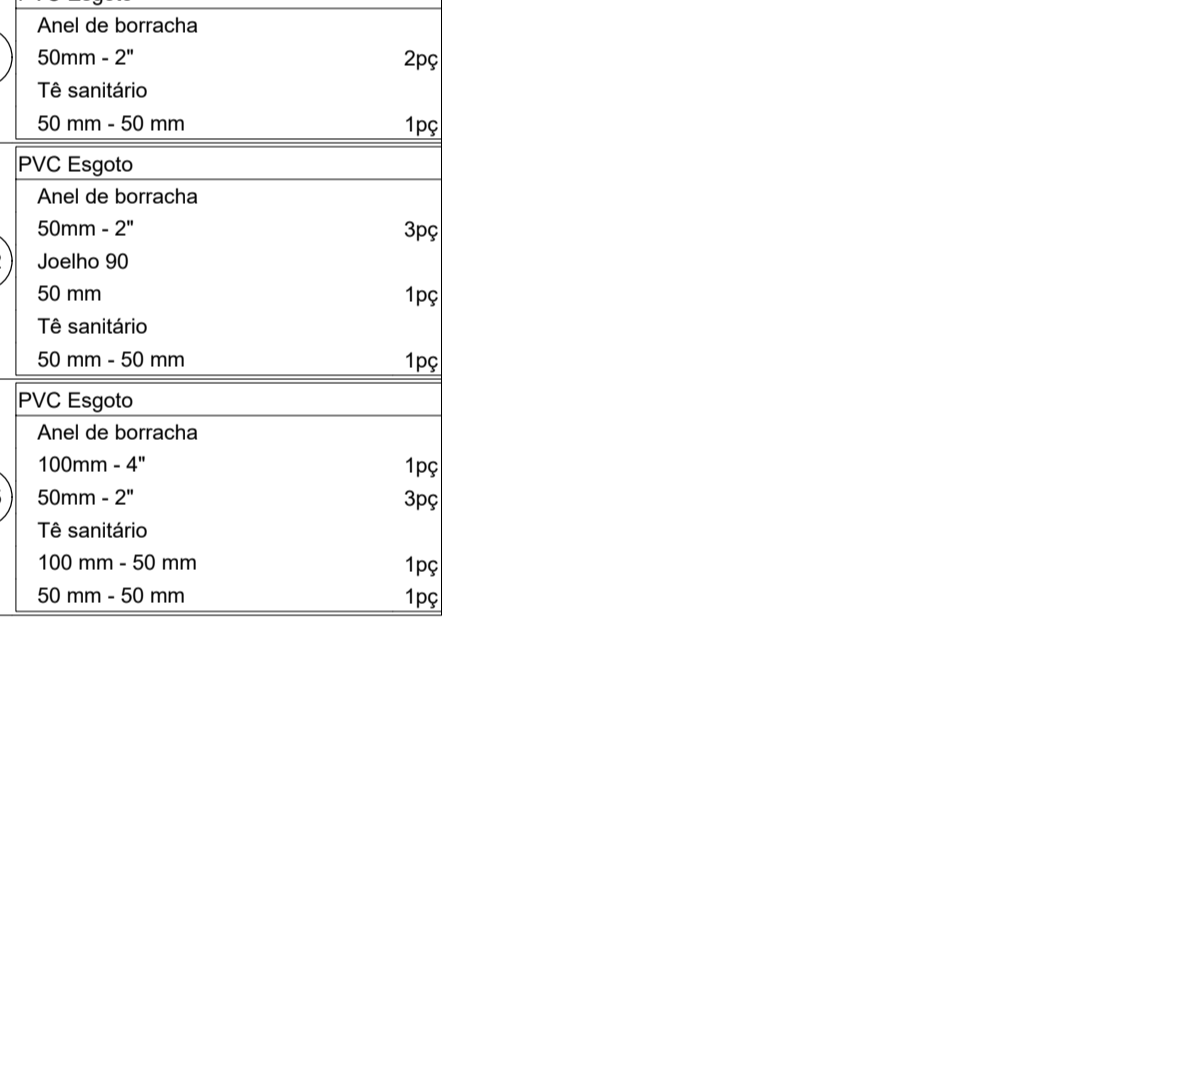 Anel de borracha
50mm - 2" 2pç
Tê sanitário
50 mm - 50 mm 1pç
PVC Esgoto
Anel de borracha
50mm - 2" 3pç
Joelho 90
50 mm 1pç
Tê sanitário
50 mm - 50 mm 1pç
PVC Esgoto
Anel de borracha
100mm - 4" 1pç
50mm - 2" 3pç
Tê sanitário
100 mm - 50 mm 1pç
50 mm - 50 mm 1pç